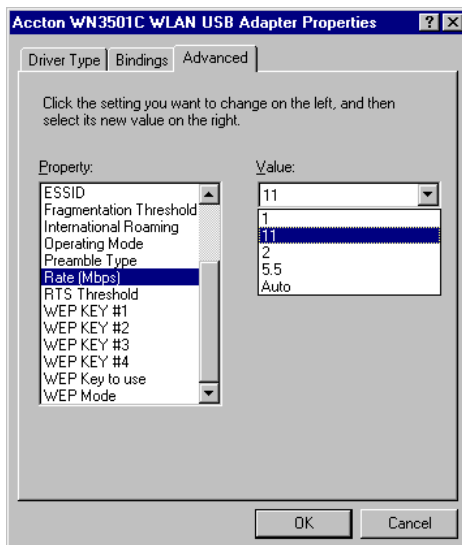 Accton WN3501C WLAN USB Adapter Properties
Driver Type Bindings Advanced
Click the setting you want to change on the left, and then
select its new value on the right.
Property:
ESSID
Fragmentation Threshold
International Roaming
Operating Mode
Preamble Type
Rate (Mbps)
RTS Threshold
WEP KEY #1
WEP KEY #2
WEP KEY #3
WEP KEY #4
WEP Key to use
WEP Mode
Value:
11
1
11
2
5.5
Auto
OK Cancel